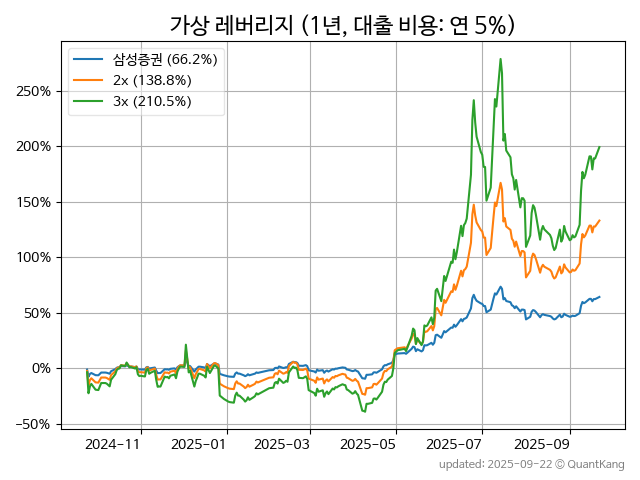 가상 레버리지 (1년, 대출 비용: 연 5%)
삼성증권 (66.2%)
2x (138.8%)
3x (210.5%)
250%
200%
150%
100%
50%
0%
−50%
2024-11
2025-01
2025-03
2025-05
2025-07
2025-09
updated: 2025-09-22 © QuantKang